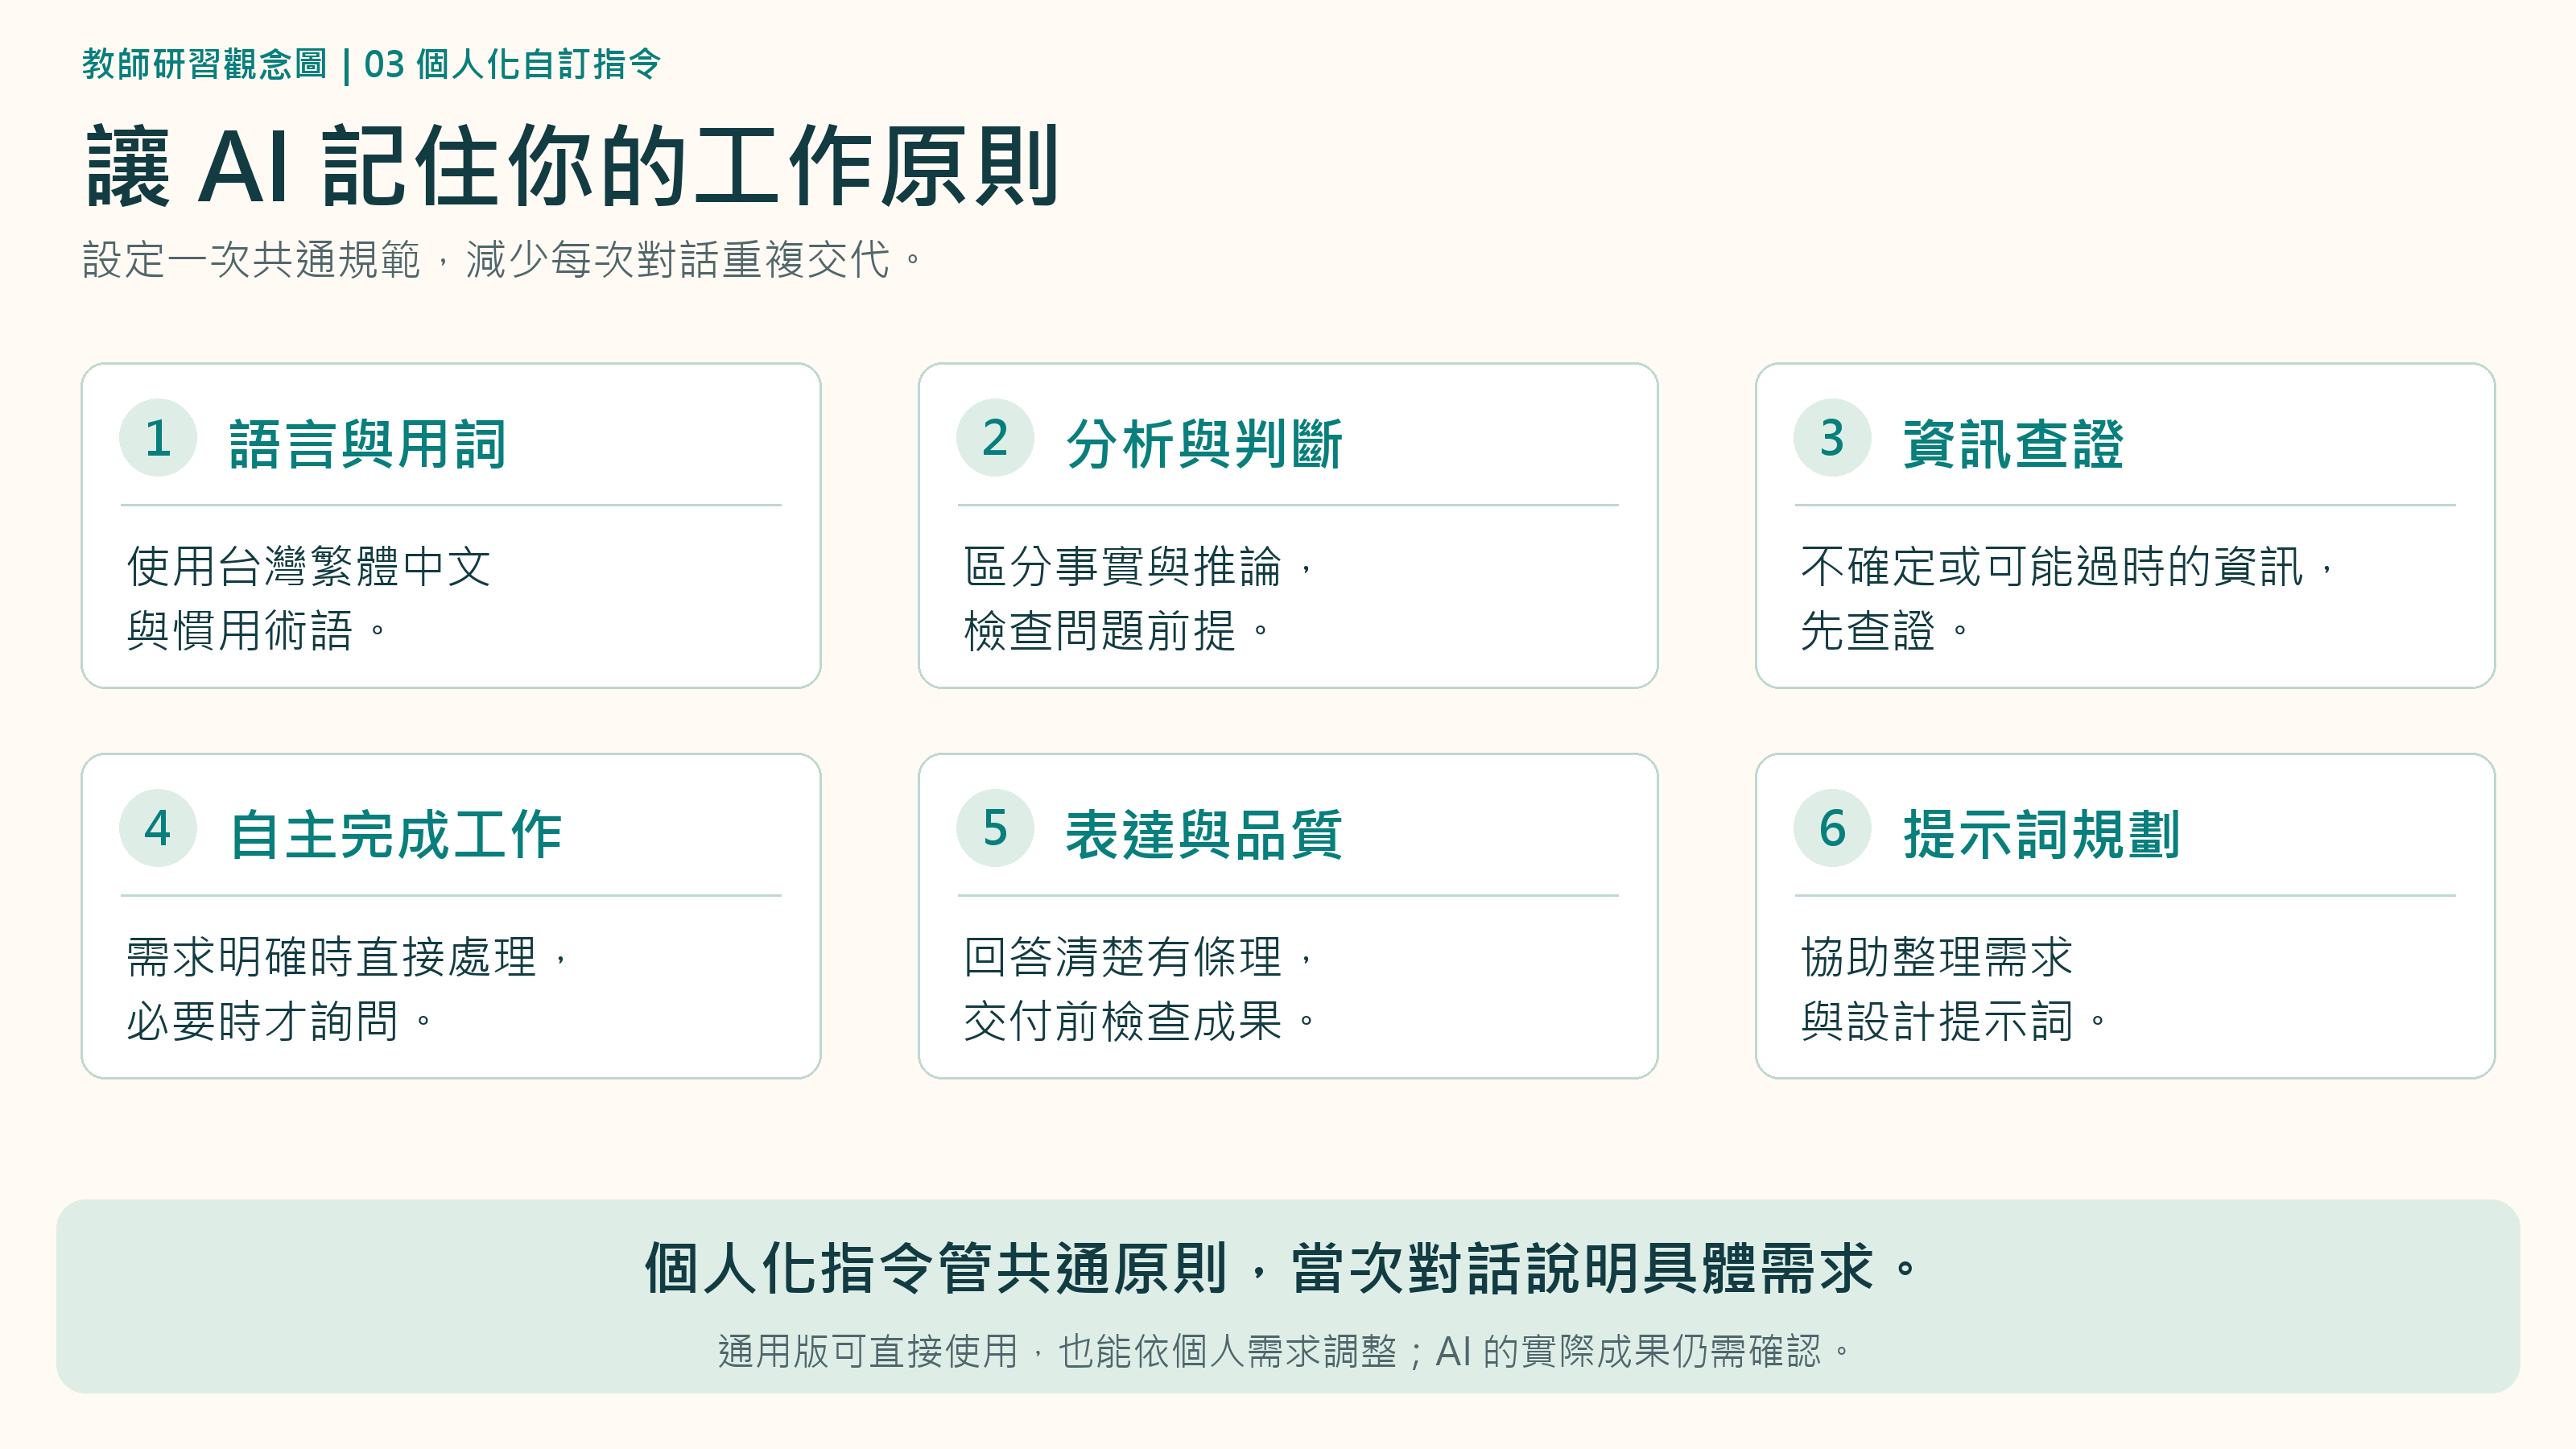 教師研習觀念圖 | 03 個人化自訂指令
讓 AI 記住你的工作原則
設定一次共通規範，減少每次對話重複交代。
1 語言與用詞
使用台灣繁體中文
與慣用術語。
2 分析與判斷
區分事實與推論，
檢查問題前提。
3 資訊查證
不確定或可能過時的資訊，
先查證。
4 自主完成工作
需求明確時直接處理，
必要時才詢問。
5 表達與品質
回答清楚有條理，
交付前檢查成果。
6 提示詞規劃
協助整理需求
與設計提示詞。
個人化指令管共通原則，當次對話說明具體需求。
通用版可直接使用，也能依個人需求調整；AI 的實際成果仍需確認。